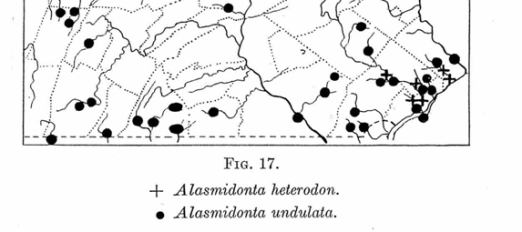 FIG. 17.
+ Alasmidonta heterodon.
● Alasmidonta undulata.